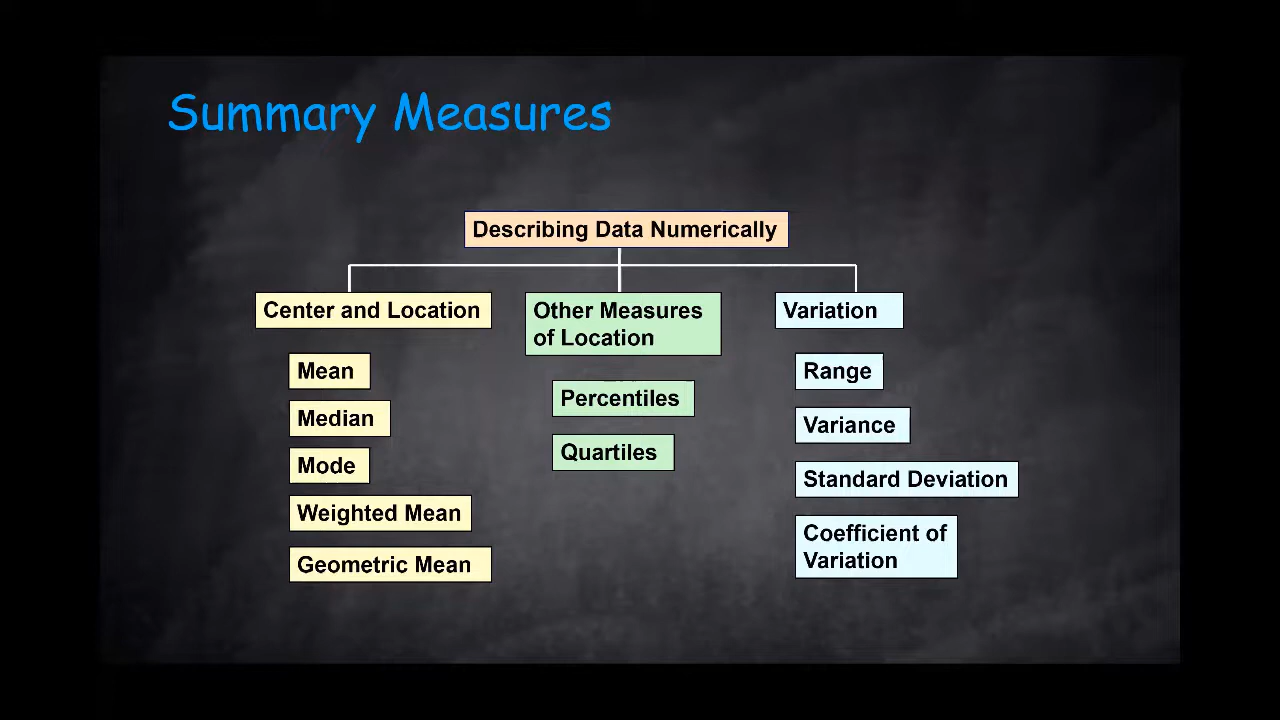 Summary Measures
Describing Data Numerically
Center and Location
Mean
Median
Mode
Weighted Mean
Geometric Mean
Other Measures
of Location
Percentiles
Quartiles
Variation
Range
Variance
Standard Deviation
Coefficient of
Variation